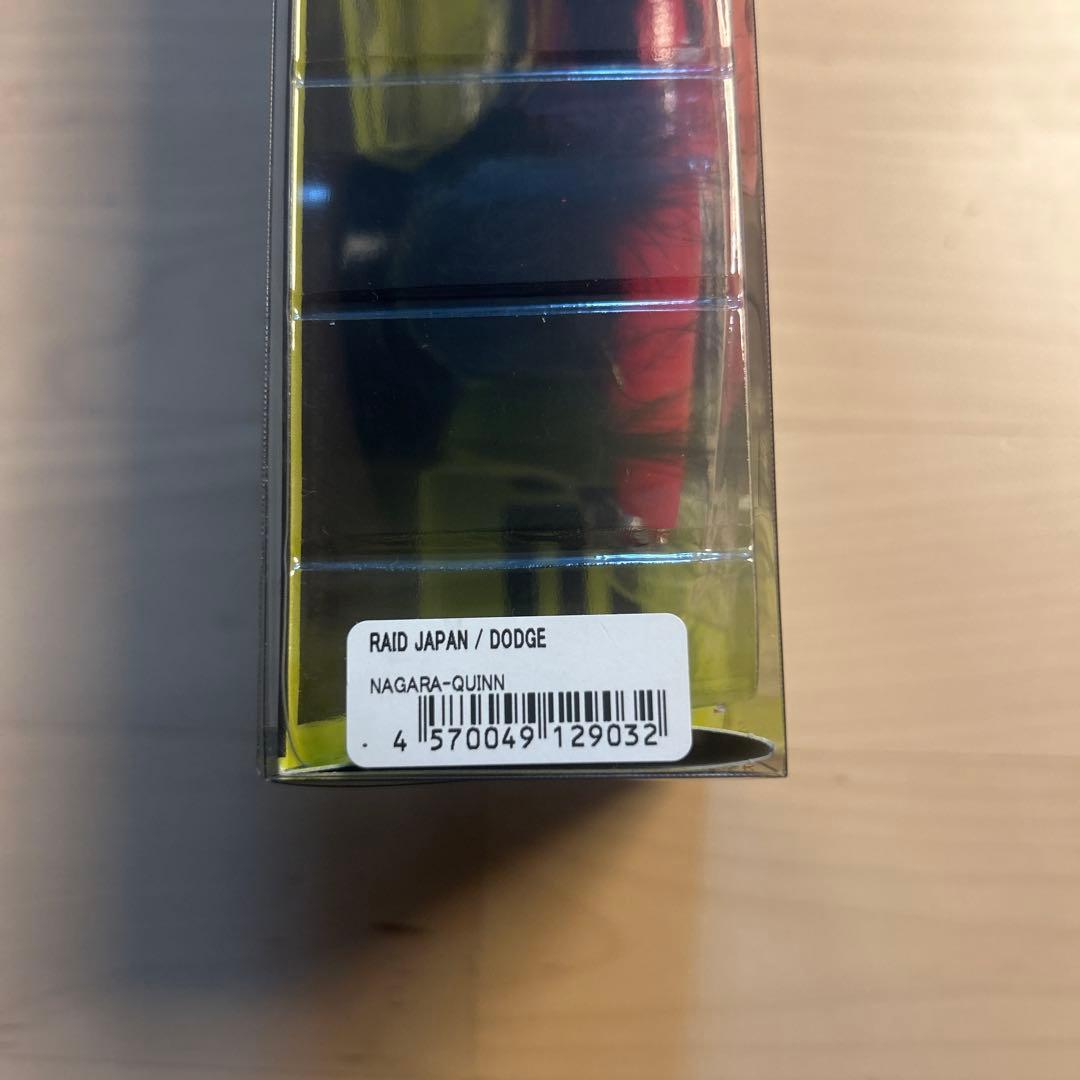 RAID JAPAN / DODGE
NAGARA-QUINN
4 570049 129032